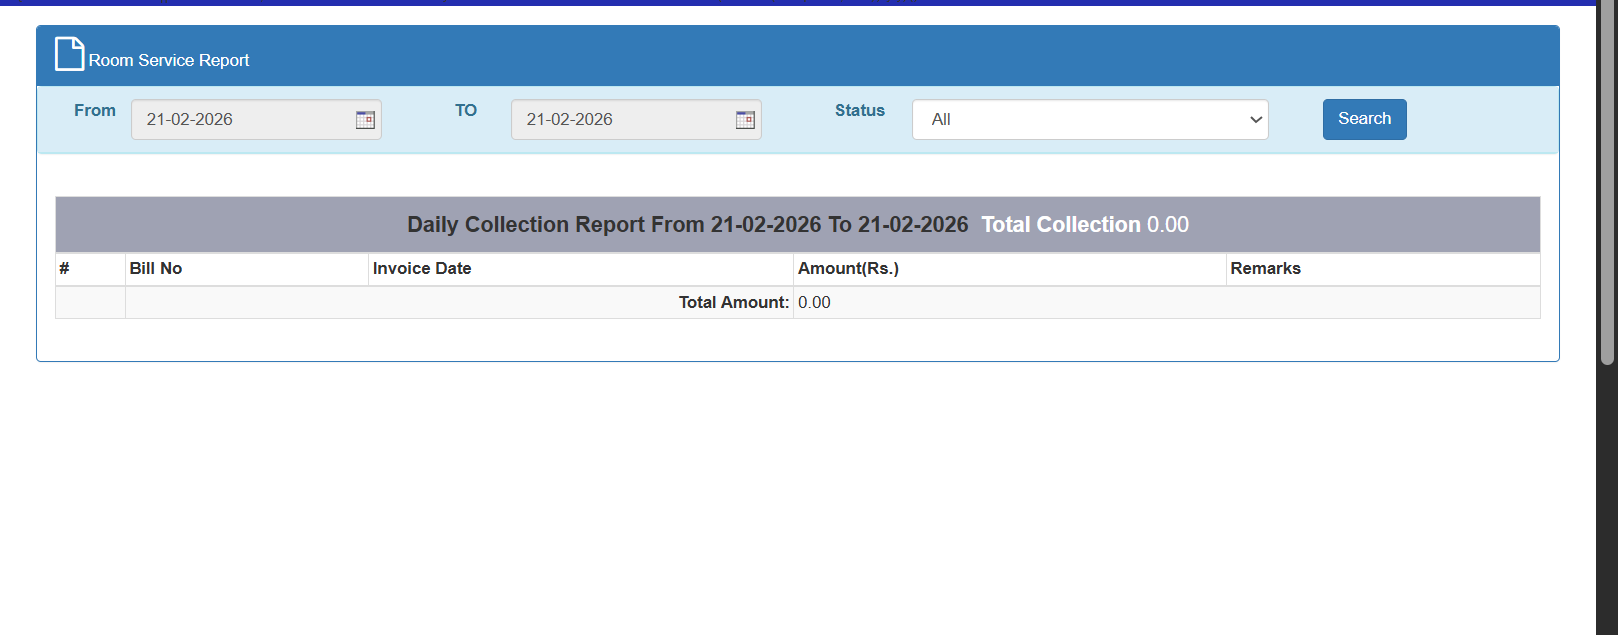 Room Service Report
From 21-02-2026 TO 21-02-2026 Status All Search
Daily Collection Report From 21-02-2026 To 21-02-2026 Total Collection 0.00
# Bill No Invoice Date Amount(Rs.) Remarks
Total Amount: 0.00